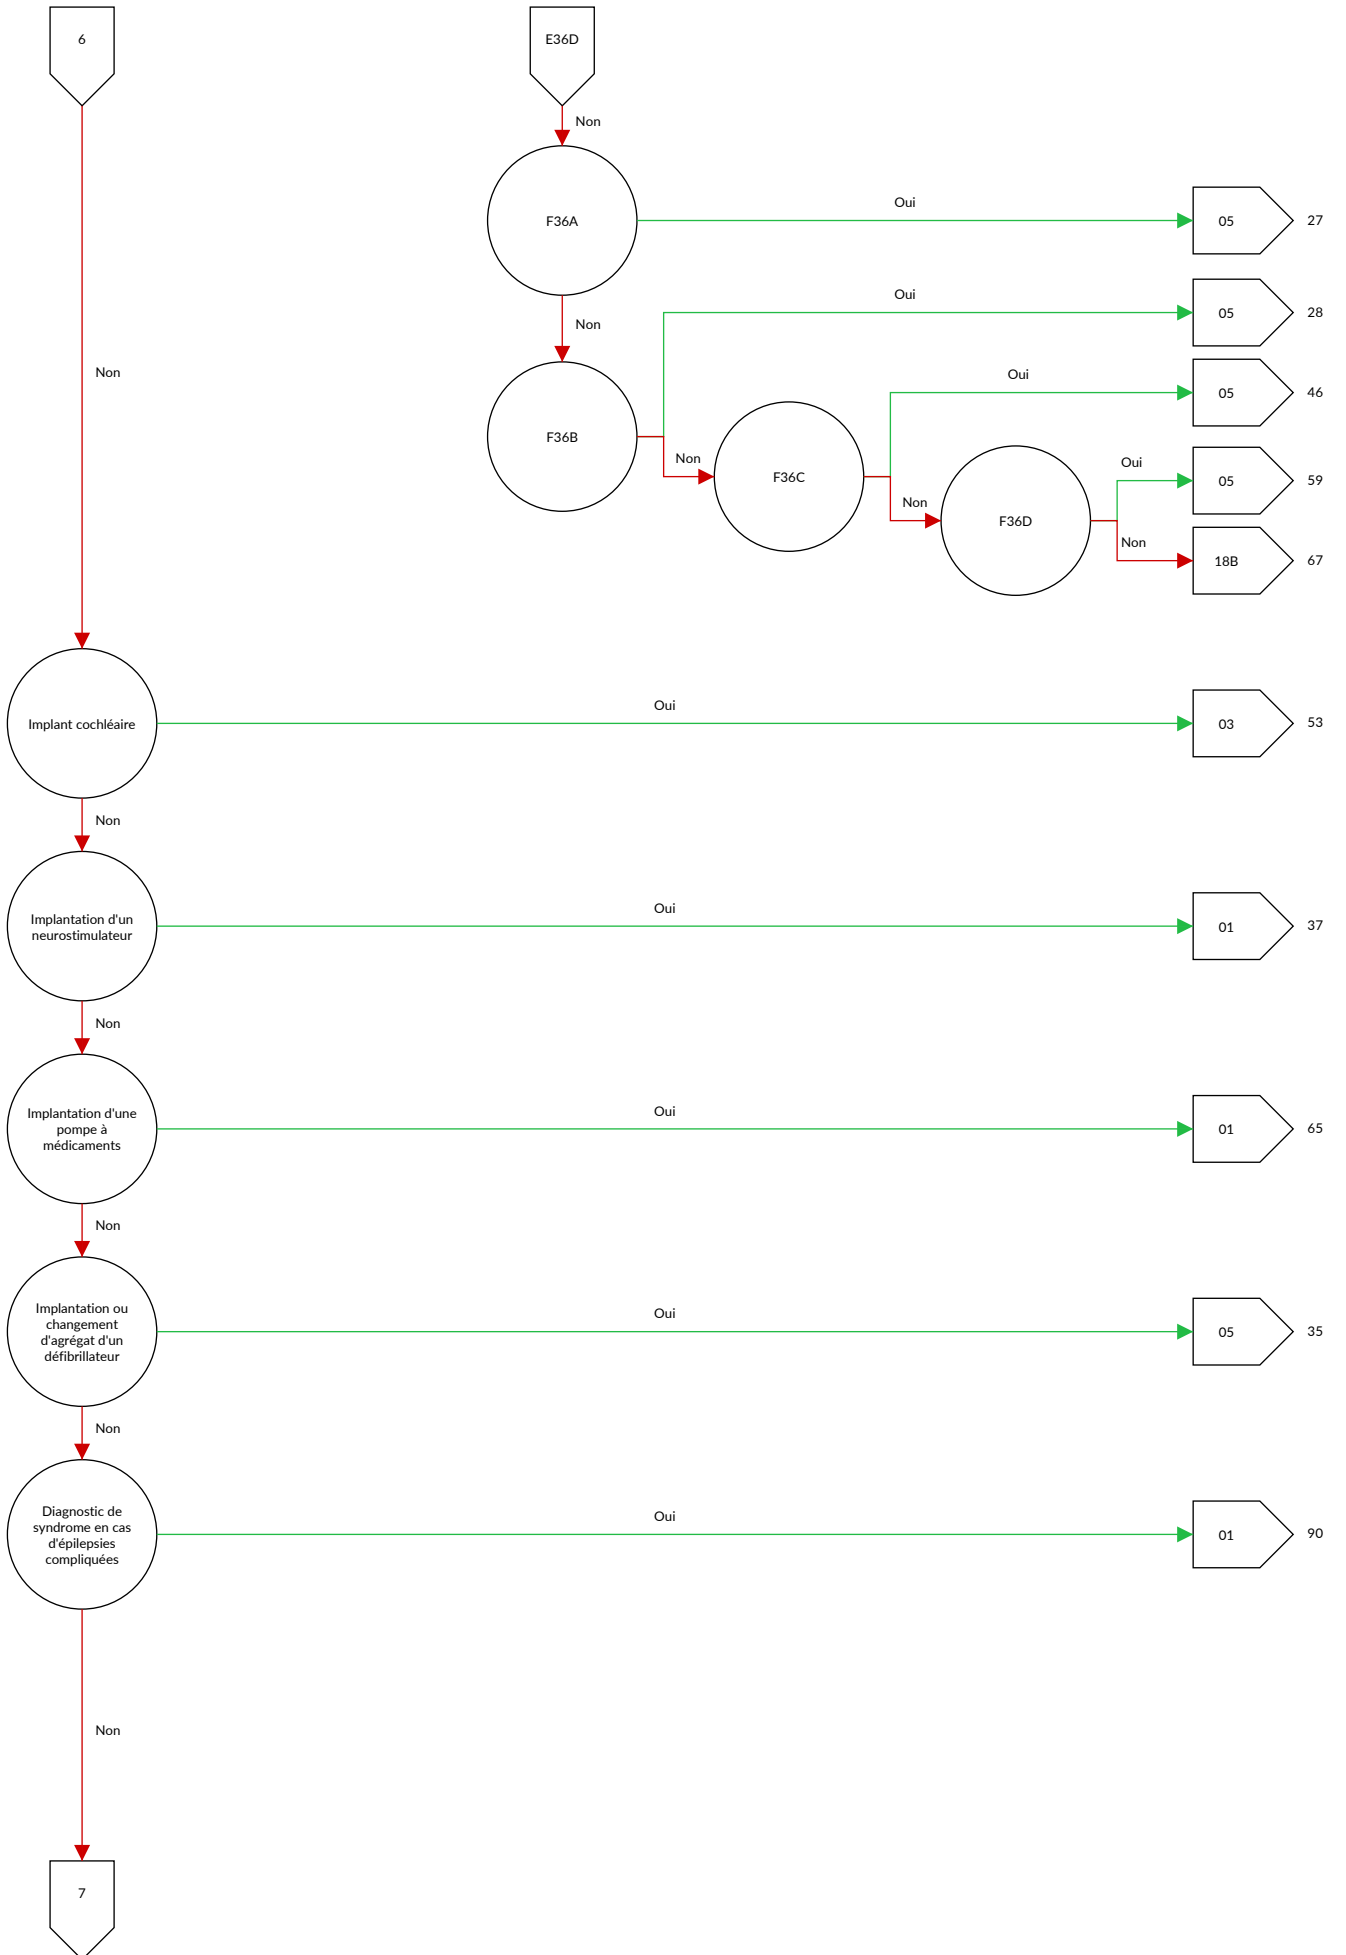 6
E36D
Non
F36A
Oui
05
27
Non
Oui
05
28
Non
F36B
Non
Oui
05
46
F36C
Non
Oui
05
59
F36D
Non
18B
67
Implant cochléaire
Oui
03
53
Non
Implantation d'un
neurostimulateur
Oui
01
37
Non
Implantation d'une
pompe à
médicaments
Oui
01
65
Non
Implantation ou
changement
d'agrégat d'un
défibrillateur
Oui
05
35
Non
Diagnostic de
syndrome en cas
d'épilepsies
compliquées
Oui
01
90
Non
7